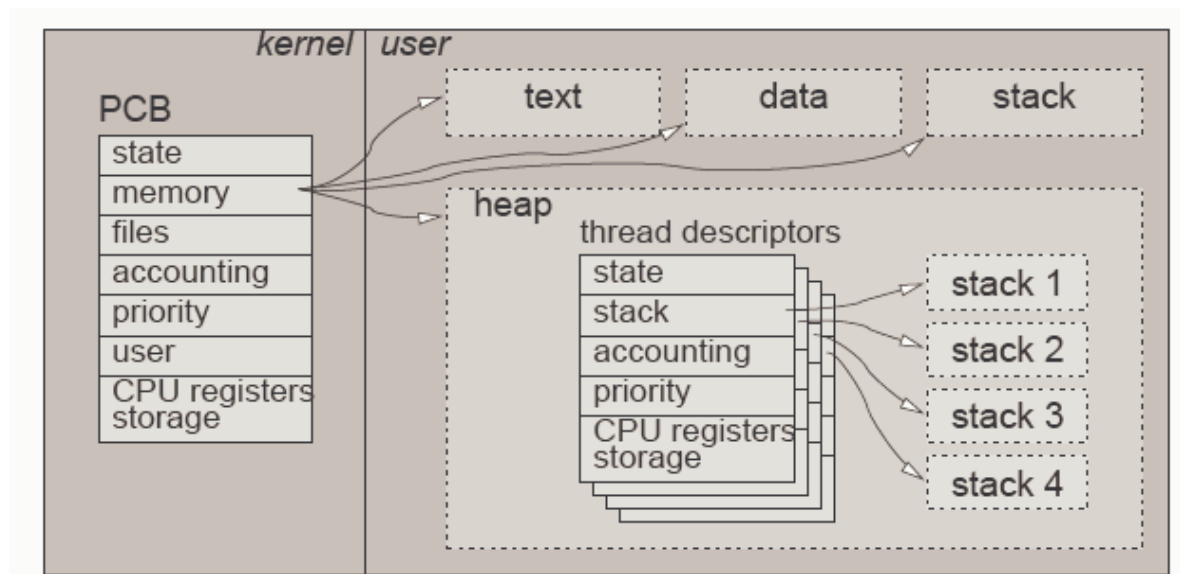 kernel user
text data stack
PCB
state
memory
files
accounting
priority
user
CPU registers
storage
heap
thread descriptors
state
stack
accounting
priority
CPU registers
storage
stack 1
stack 2
stack 3
stack 4